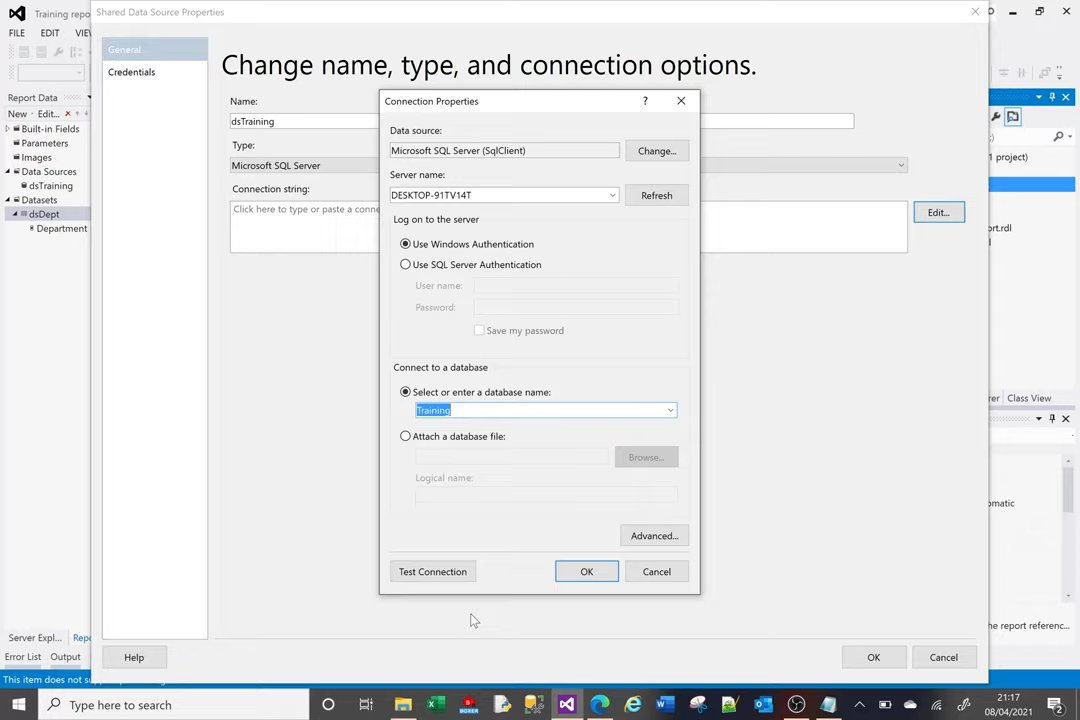 Training repo
Shared Data Source Properties
FILE EDIT VIE
General
Credentials
Change name, type, and connection options.
Report Data
New Edit...
Built-in Fields
Parameters
Images
Data Sources
dsTraining
Datasets
dsDept
Department
Name:
dsTraining
Type:
Microsoft SQL Server
Connection string:
Click here to type or paste a conne
Edit...
Connection Properties
?
Data source:
Microsoft SQL Server (SqlClient)
Change...
Server name:
DESKTOP-91TV14T
Refresh
Log on to the server
Use Windows Authentication
Use SQL Server Authentication
User name:
Password:
Save my password
Connect to a database
Select or enter a database name:
Training
Attach a database file:
Browse...
Logical name:
Advanced...
Test Connection
OK
Cancel
1 project)
ort.rdl
rer Class View
omatic
he report referenc...
Server Expl... Repo
Help
OK
Cancel
Error List Output
This item does not su
Type here to search
21:17
08/04/2021
2